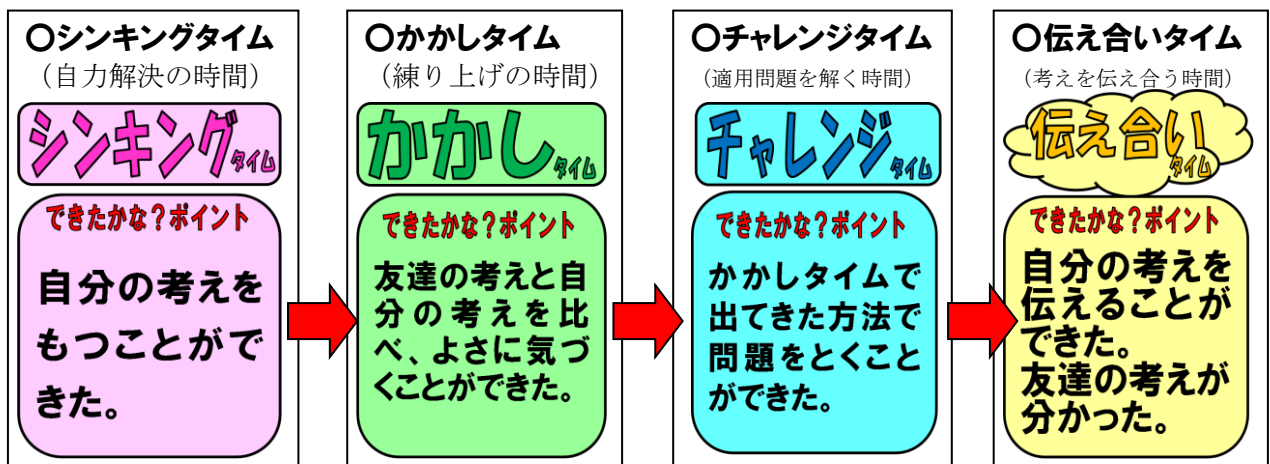 ○シンキングタイム
(自力解決の時間)
シンキングタイム
できたかな?ポイント
自分の考えを
もつことがで
きた。
○かかしタイム
(練り上げの時間)
かかしタイム
できたかな?ポイント
友達の考えと自
分の考えを比
べ、よさに気づ
くことができた。
○チャレンジタイム
(適用問題を解く時間)
チャレンジタイム
できたかな?ポイント
かかしタイムで
出てきた方法で
問題をとくこと
ができた。
○伝え合いタイム
(考えを伝え合う時間)
伝え合い
タイム
できたかな?ポイント
自分の考えを
伝えることが
できた。
友達の考えが
分かった。